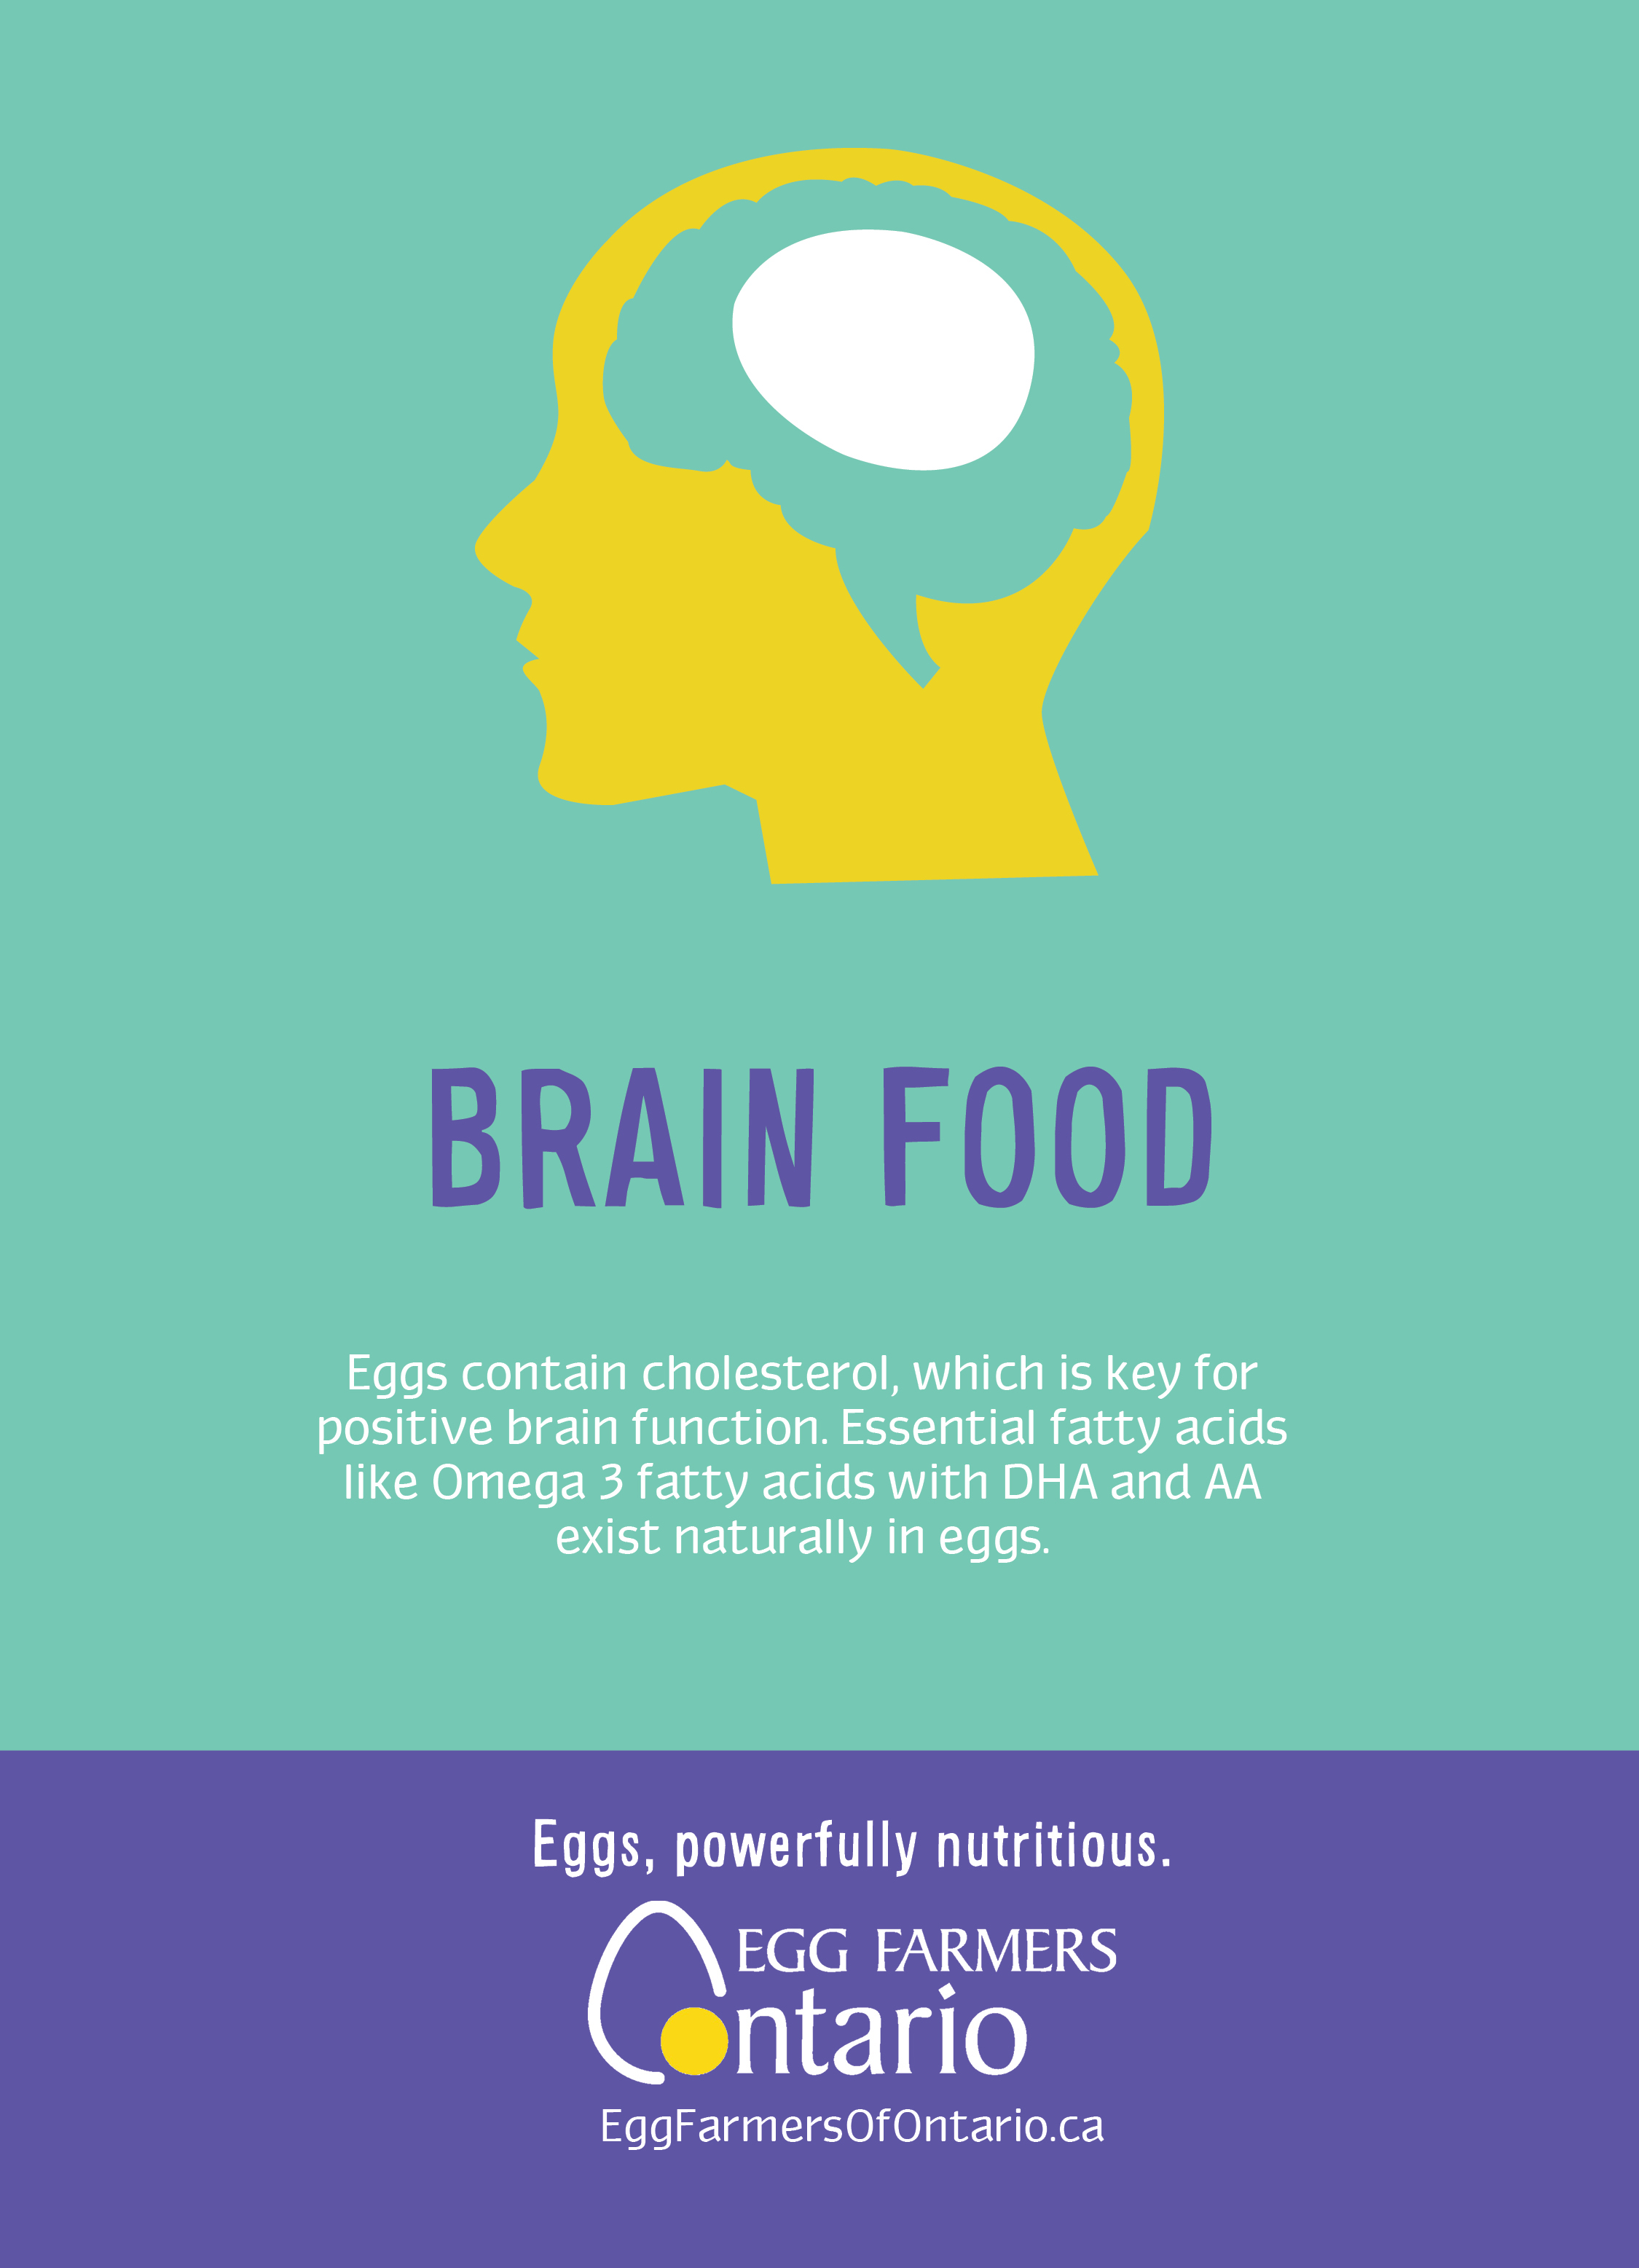 BRAIN FOOD
Eggs contain cholesterol, which is key for
positive brain function. Essential fatty acids
like Omega 3 fatty acids with DHA and AA
exist naturally in eggs.
Eggs, powerfully nutritious.
EGG FARMERS
Ontario
EggFarmersOfOntario.ca